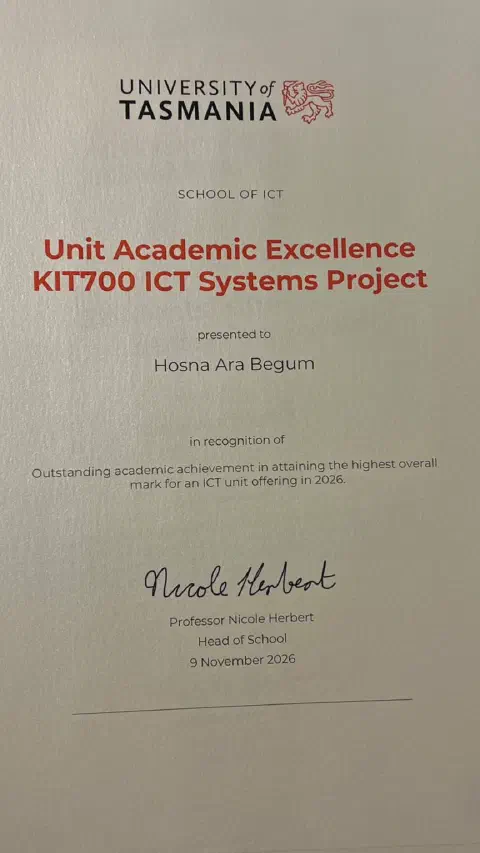 UNIVERSITY of
TASMANIA
SCHOOL OF ICT
Unit Academic Excellence
KIT700 ICT Systems Project
presented to
Hosna Ara Begum
in recognition of
Outstanding academic achievement in attaining the highest overall
mark for an ICT unit offering in 2026.
Nicole Herbert
Professor Nicole Herbert
Head of School
9 November 2026